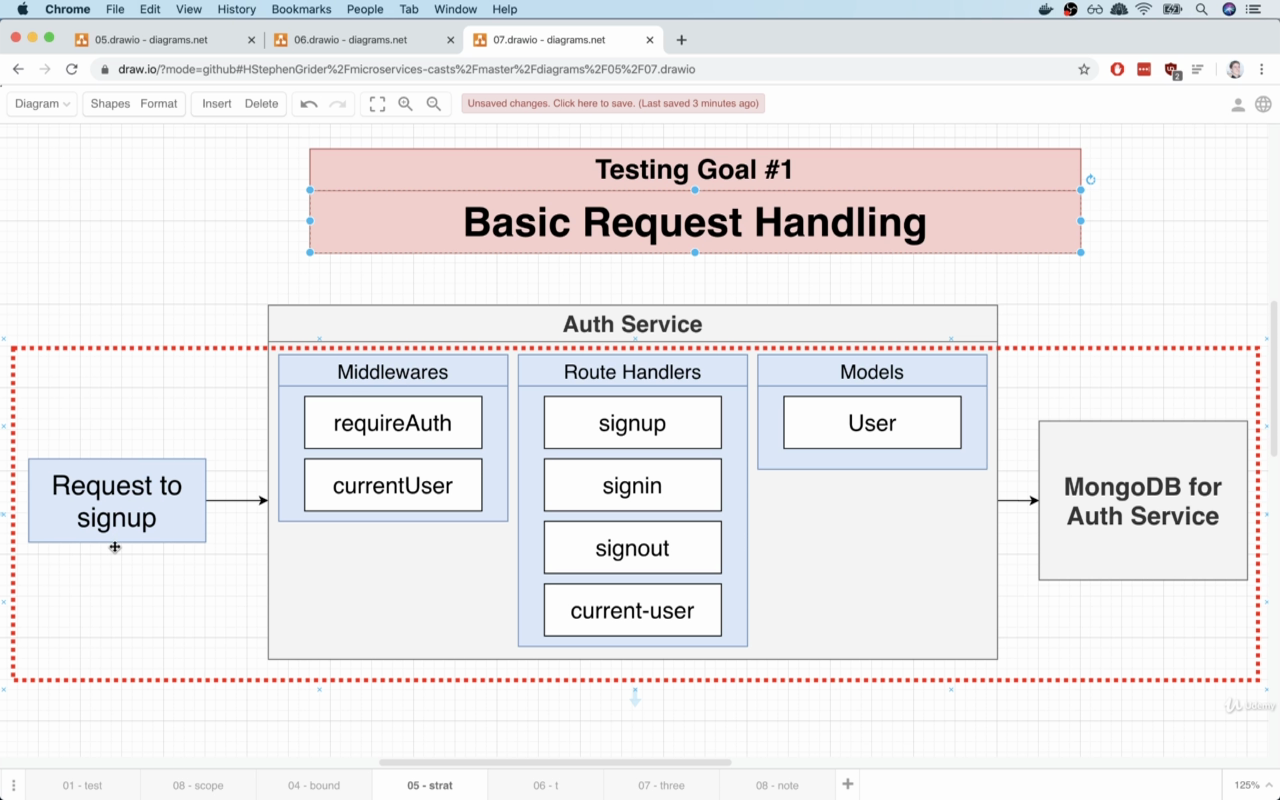 Chrome File Edit View History Bookmarks People Tab Window Help
05.drawio - diagrams.net
06.drawio - diagrams.net
07.drawio - diagrams.net
draw.io/?mode=github#HStephenGrider%2Fmicroservices-casts%2Fmaster%2Fdiagrams%2F05%2F07.drawio
2
Diagram Shapes Format Insert Delete Unsaved changes. Click here to save. (Last saved 3 minutes ago)
Testing Goal #1
Basic Request Handling
Auth Service
Middlewares
requireAuth
currentUser
Route Handlers
signup
signin
signout
current-user
Models
User
Request to
signup
MongoDB for
Auth Service
Udemy
01 - test 08 - scope 04 - bound 05 - strat 06 - t 07 - three 08 - note
125%